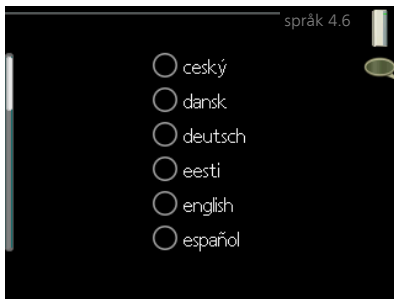 språk 4.6
ceský
dansk
deutsch
eesti
english
español